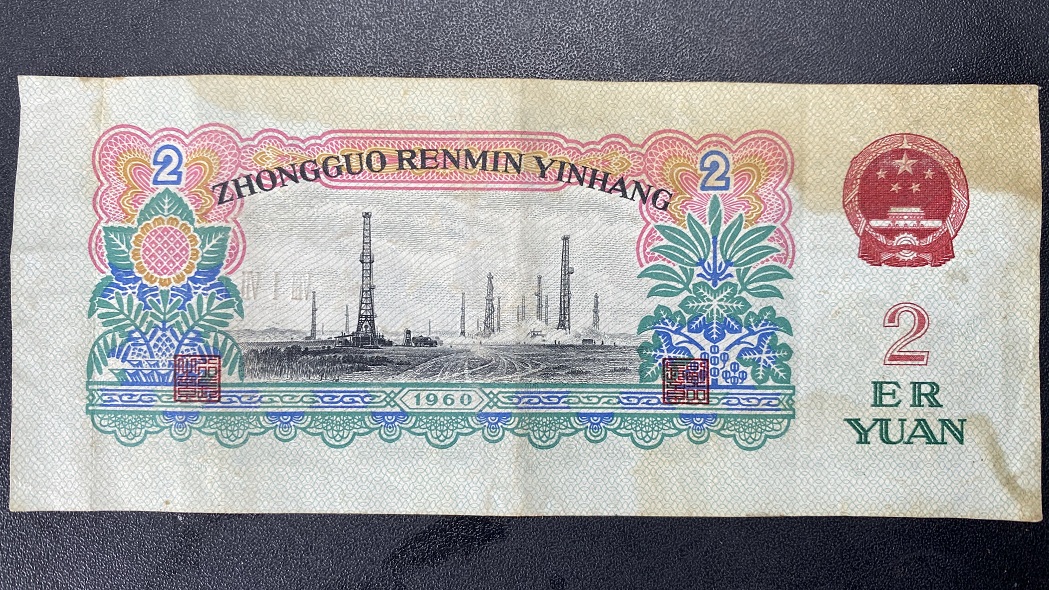 2
2
ZHONGGUO RENMIN YINHANG
2
ER
YUAN
1960